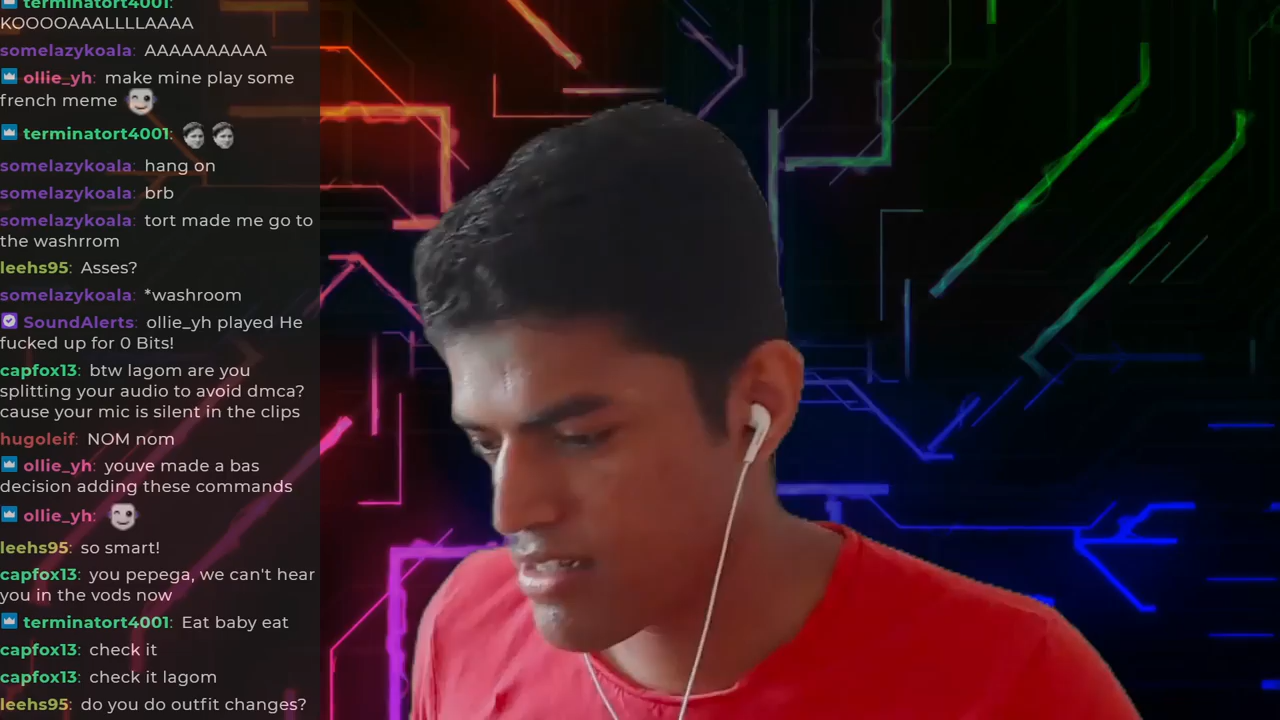 terminatort4001:
KOOOOAAALLLLAAAA
somelazykoala: AAAAAAAAAA
ollie_yh: make mine play some
french meme
terminatort4001:
somelazykoala: hang on
somelazykoala: brb
somelazykoala: tort made me go to
the washrrom
leehs95: Asses?
somelazykoala: *washroom
SoundAlerts: ollie_yh played He
fucked up for 0 Bits!
capfox13: btw lagom are you
splitting your audio to avoid dmca?
cause your mic is silent in the clips
hugoleif: NOM nom
ollie_yh: youve made a bas
decision adding these commands
ollie_yh:
leehs95: so smart!
capfox13: you pepega, we can't hear
you in the vods now
terminatort4001: Eat baby eat
capfox13: check it
capfox13: check it lagom
leehs95: do you do outfit changes?